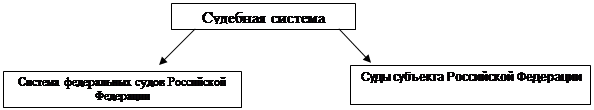 Судебная система
Система федеральных судов Российской
Федерации
Суды субъекта Российской Федерации